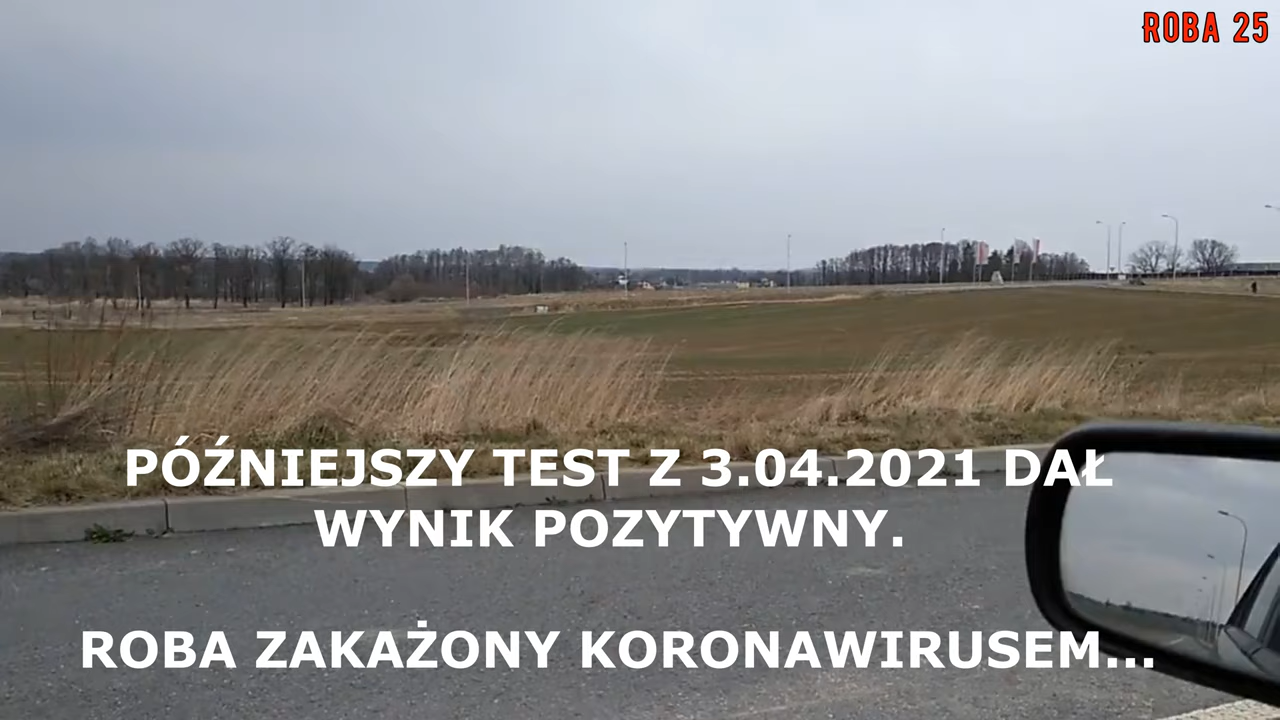 ROBA 25
PÓŹNIEJSZY TEST Z 3.04.2021 DAŁ
WYNIK POZYTYWNY.
ROBA ZAKAŻONY KORONAWIRUSEM...